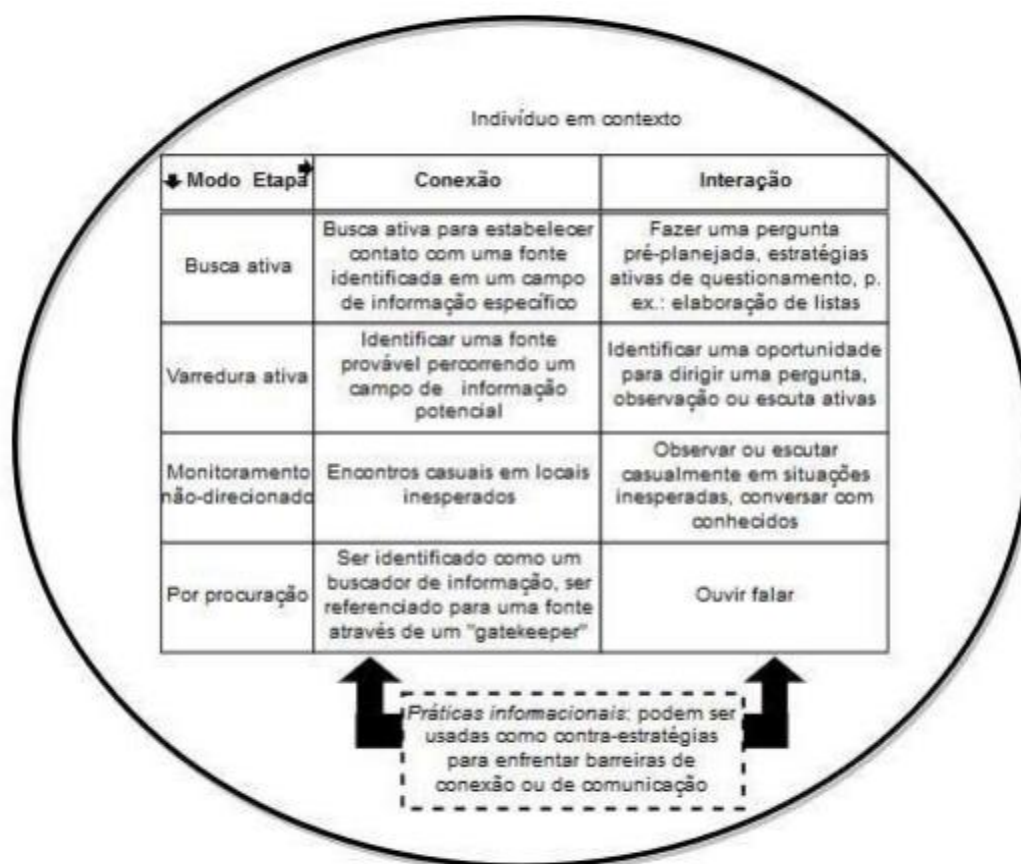 Indivíduo em contexto
Modo Etapa
Conexão
Interação
Busca ativa
Busca ativa para estabelecer
contato com uma fonte
identificada em um campo
de informação específico
Fazer uma pergunta
pré-planejada, estratégias
ativas de questionamento, p.
ex.: elaboração de listas
Varredura ativa
Identificar uma fonte
provável percorrendo um
campo de informação
potencial
Identificar uma oportunidade
para dirigir uma pergunta,
observação ou escuta ativas
Monitoramento
não-direcionado
Encontros casuais em locais
inesperados
Observar ou escutar
casualmente em situações
inesperadas, conversar com
conhecidos
Por procuração
Ser identificado como um
buscador de informação, ser
referenciado para uma fonte
através de um "gatekeeper"
Ouvir falar
Práticas informacionais: podem ser
usadas como contra-estratégias
para enfrentar barreiras de
conexão ou de comunicação